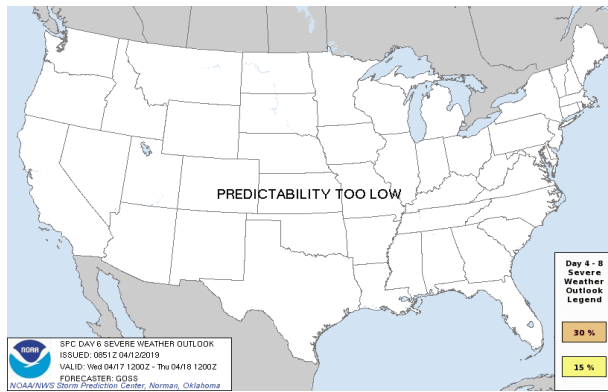 PREDICTABILITY TOO LOW
Day 4 - 8
Severe
Weather
Outlook
Legend
30 %
15 %
NOAA
SPC DAY 6 SEVERE WEATHER OUTLOOK
ISSUED: 0851Z 04/12/2019
VALID: Wed 04/17 1200Z - Thu 04/18 1200Z
FORECASTER: GOSS
NOAA/NWS Storm Prediction Center, Norman, Oklahoma